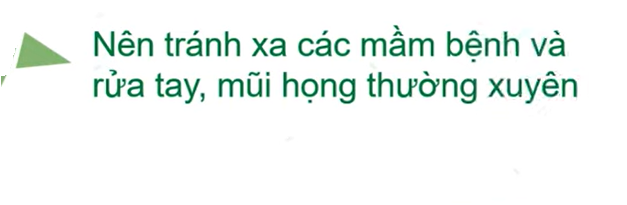 Nên tránh xa các mầm bệnh và
rửa tay, mũi họng thường xuyên